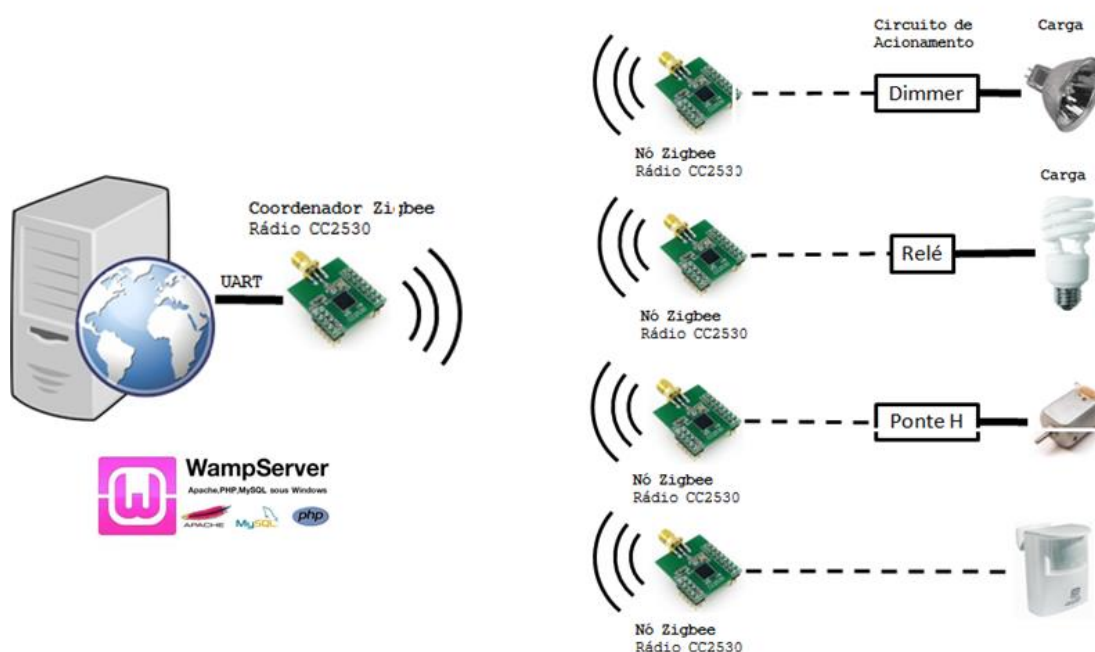 Coordenador Zigbee
Rádio CC2530
UART
WampServer
Apache,PHP,MySQL sous Windows
APACHE
MySQL
php
Circuito de
Acionamento
Carga
Dimmer
Nó Zigbee
Rádio CC2530
Carga
Relé
Nó Zigbee
Rádio CC2530
Ponte H
Nó Zigbee
Rádio CC2530
Nó Zigbee
Rádio CC2530